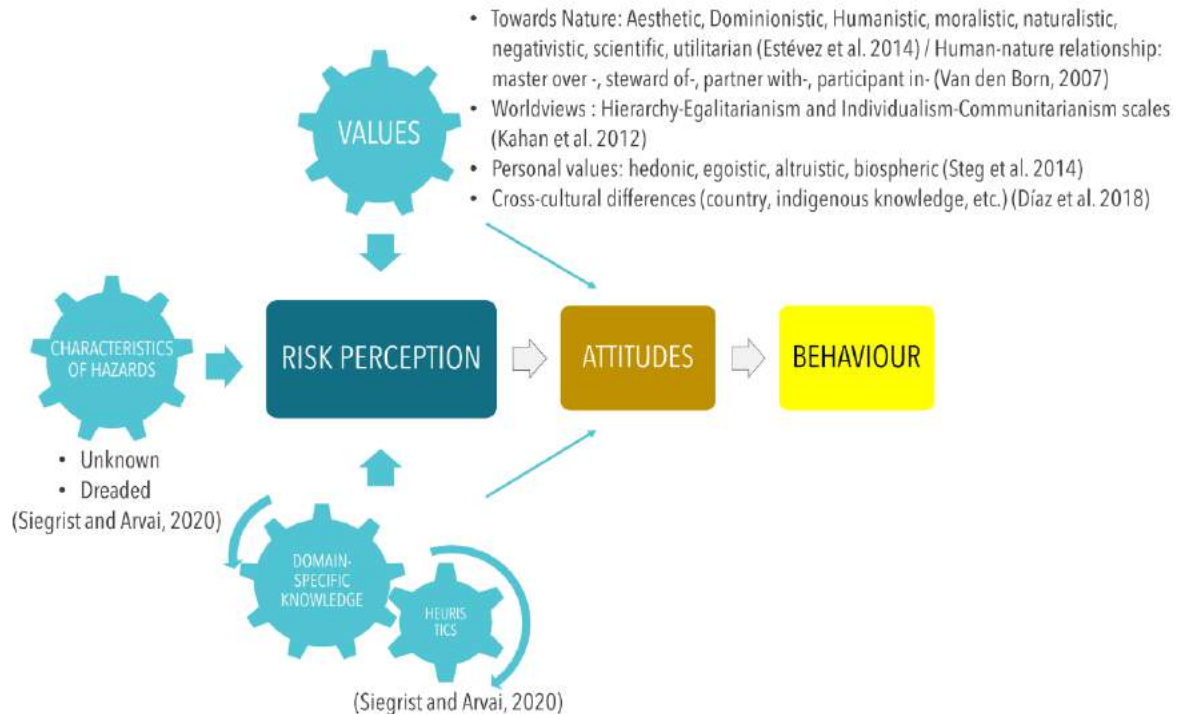 • Towards Nature: Aesthetic, Dominionistic, Humanistic, moralistic, naturalistic,
negativistic, scientific, utilitarian (Estévez et al. 2014) / Human-nature relationship:
master over -, steward of-, partner with-, participant in- (Van den Born, 2007)
• Worldviews : Hierarchy-Egalitarianism and Individualism-Communitarianism scales
(Kahan et al. 2012)
• Personal values: hedonic, egoistic, altruistic, biospheric (Steg et al. 2014)
• Cross-cultural differences (country, indigenous knowledge, etc.) (Díaz et al. 2018)
VALUES
CHARACTERISTICS
OF HAZARDS
• Unknown
• Dreaded
(Siegrist and Arvai, 2020)
RISK PERCEPTION
ATTITUDES
BEHAVIOUR
DOMAIN-
SPECIFIC
KNOWLEDGE
HEURIS
TICS
(Siegrist and Arvai, 2020)